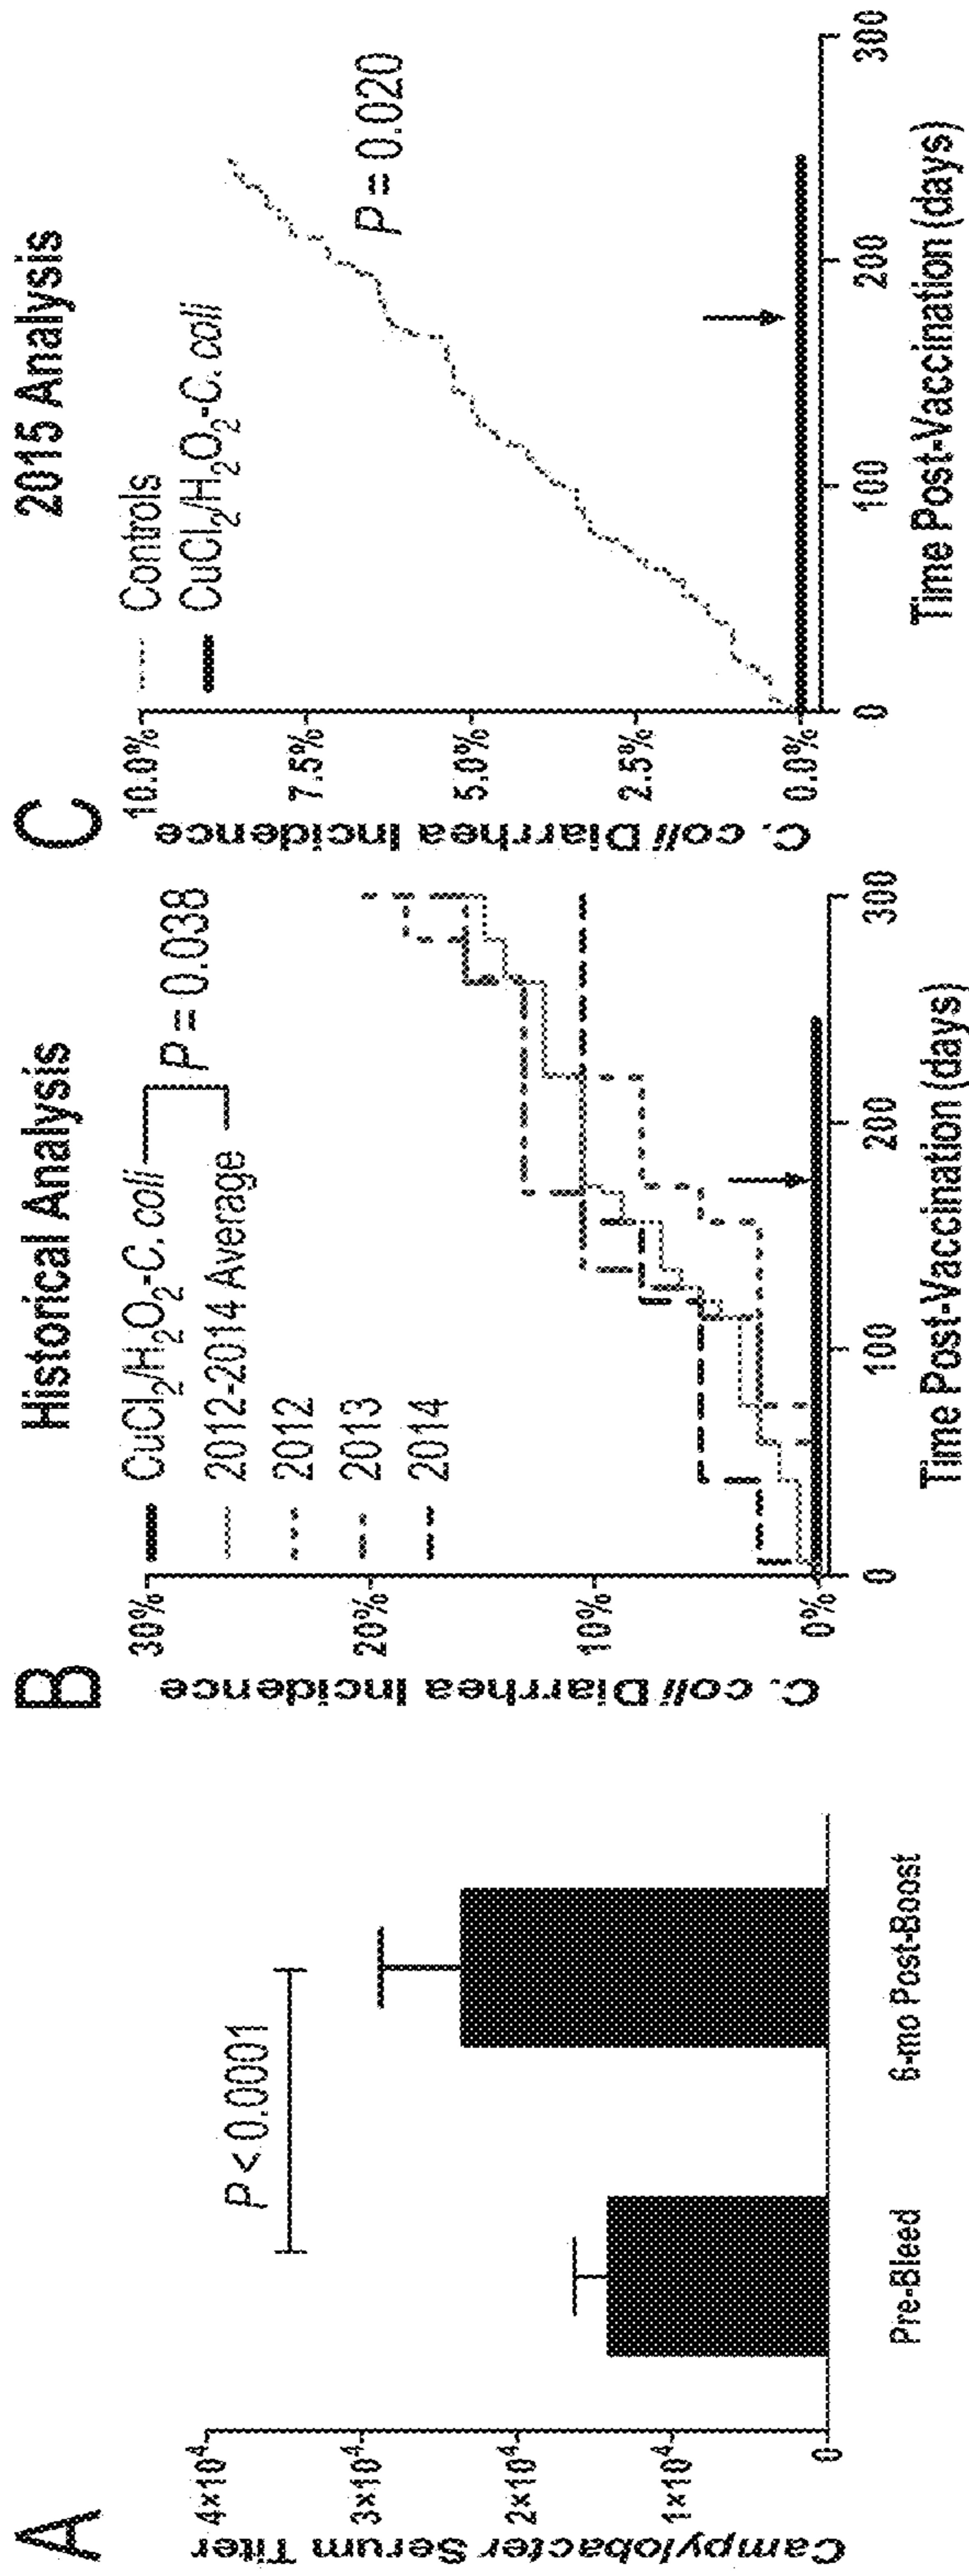 A
Campylobacter Serum Titer
4×10⁴
3×10⁴
2×10⁴
1×10⁴
0
P < 0.0001
Pre-Bleed
6-mo Post-Boost
B
Historical Analysis
C. coli Diarrhea Incidence
30%
20%
10%
0%
CuCl₂/H₂O₂-C. coli
2012-2014 Average
2012
2013
2014
P = 0.038
0
100
200
300
Time Post-Vaccination (days)
C
2015 Analysis
C. coli Diarrhea Incidence
10.0%
7.5%
5.0%
2.5%
0.0%
Controls
CuCl₂/H₂O₂-C. coli
P = 0.020
0
100
200
300
Time Post-Vaccination (days)